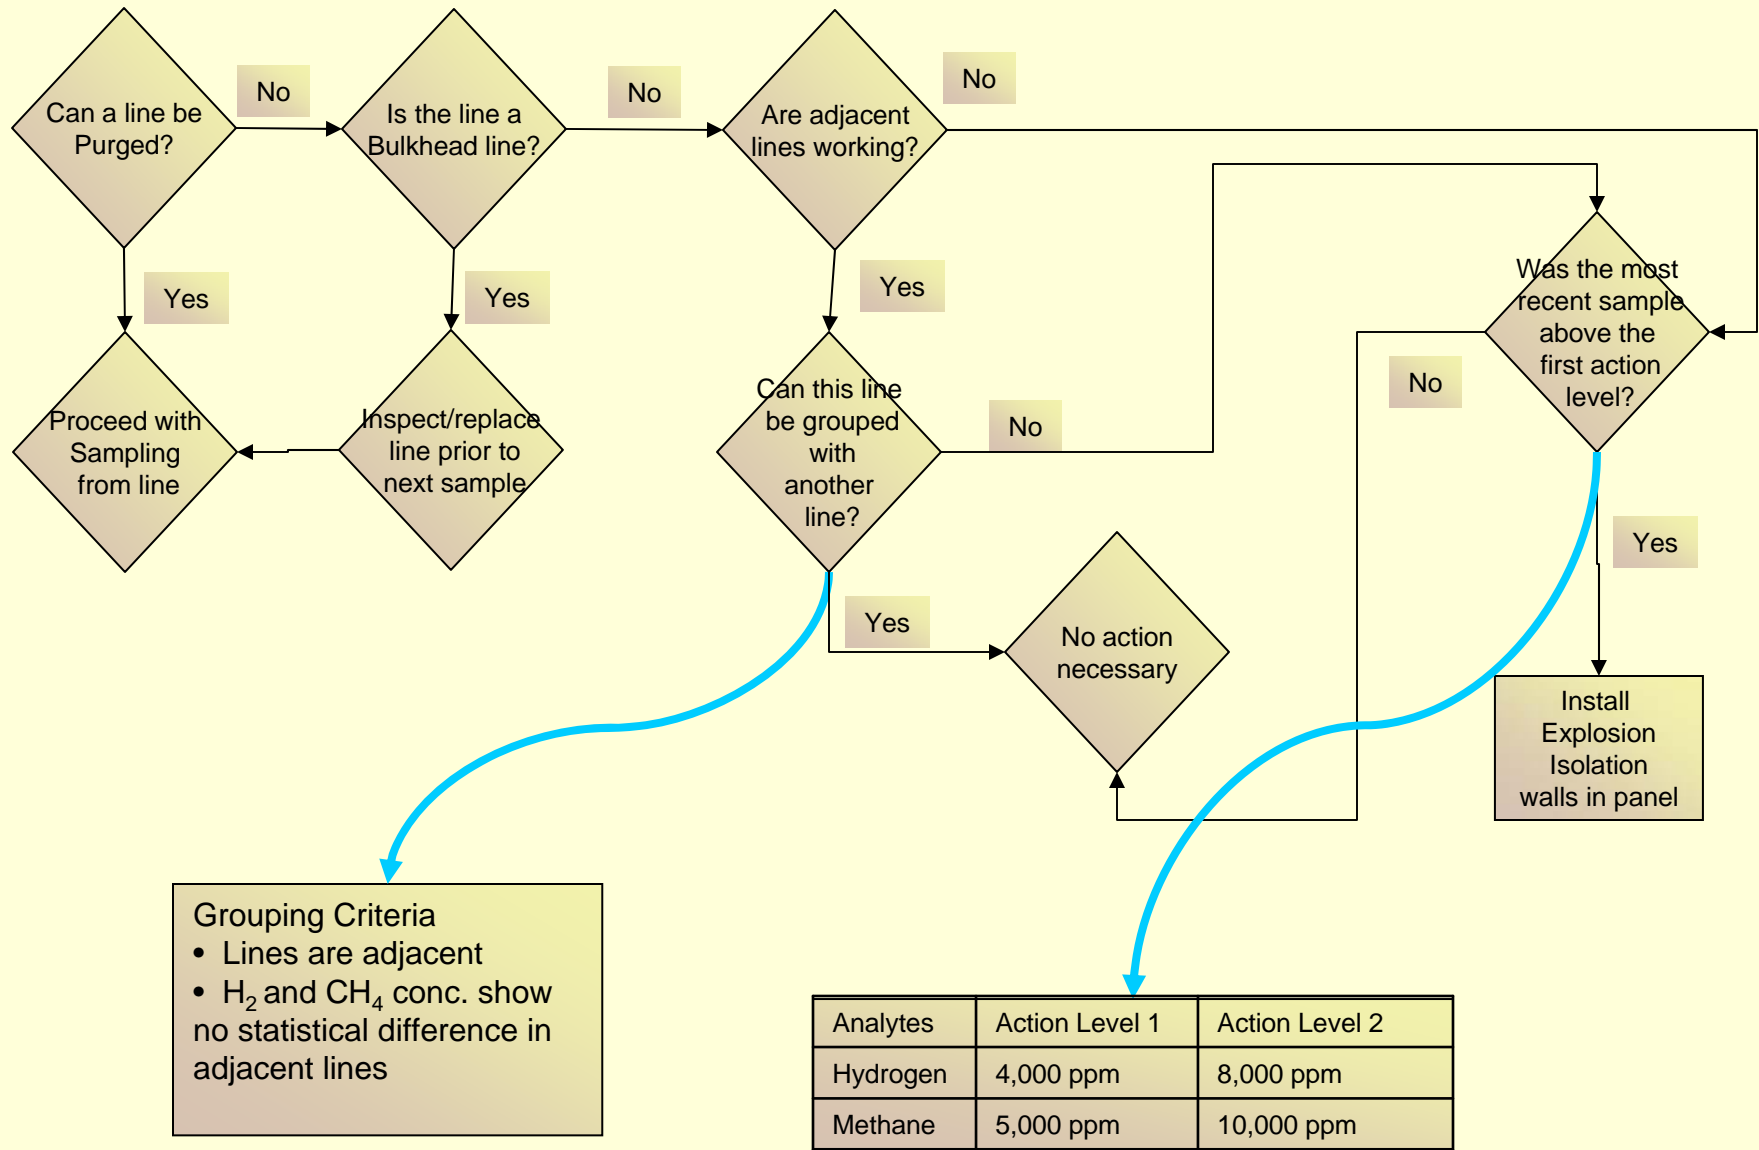 Can a line be
Purged?
No
Is the line a
Bulkhead line?
No
Are adjacent
lines working?
No
Yes
Yes
Yes
Was the most
recent sample
above the
first action
level?
No
Yes
Proceed with
Sampling
from line
Inspect/replace
line prior to
next sample
Can this line
be grouped
with
another
line?
No
Yes
No action
necessary
Install
Explosion
Isolation
walls in panel
Grouping Criteria
• Lines are adjacent
• H₂ and CH₄ conc. show
no statistical difference in
adjacent lines
Analytes Action Level 1 Action Level 2
Hydrogen 4,000 ppm 8,000 ppm
Methane 5,000 ppm 10,000 ppm